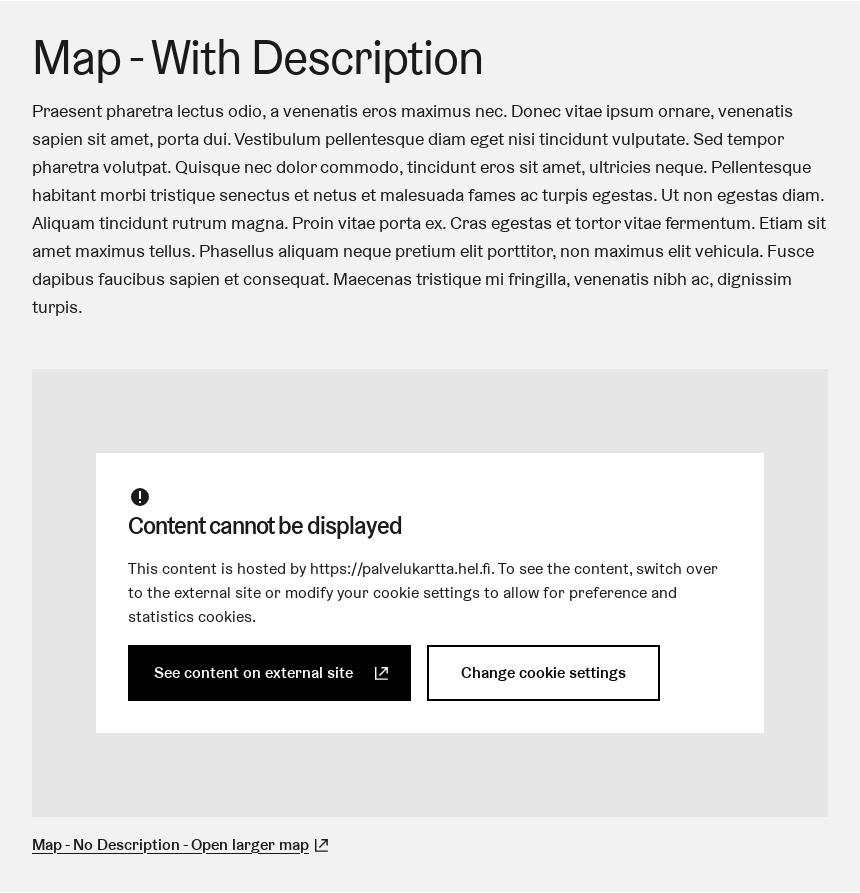 Map - With Description
Praesent pharetra lectus odio, a venenatis eros maximus nec. Donec vitae ipsum ornare, venenatis
sapien sit amet, porta dui. Vestibulum pellentesque diam eget nisi tincidunt vulputate. Sed tempor
pharetra volutpat. Quisque nec dolor commodo, tincidunt eros sit amet, ultricies neque. Pellentesque
habitant morbi tristique senectus et netus et malesuada fames ac turpis egestas. Ut non egestas diam.
Aliquam tincidunt rutrum magna. Proin vitae porta ex. Cras egestas et tortor vitae fermentum. Etiam sit
amet maximus tellus. Phasellus aliquam neque pretium elit porttitor, non maximus elit vehicula. Fusce
dapibus faucibus sapien et consequat. Maecenas tristique mi fringilla, venenatis nibh ac, dignissim
turpis.
Content cannot be displayed
This content is hosted by https://palvelukartta.hel.fi. To see the content, switch over
to the external site or modify your cookie settings to allow for preference and
statistics cookies.
See content on external site
Change cookie settings
Map - No Description - Open larger map